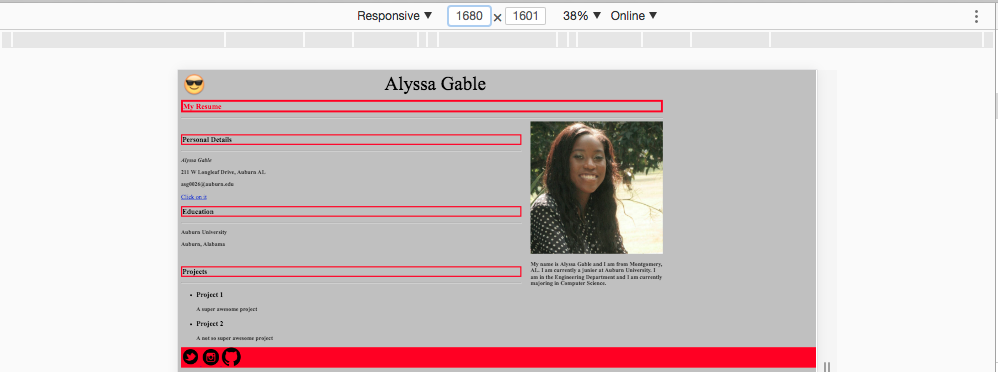 Responsive ▼ 1680 × 1601 38% ▼ Online ▼
Alyssa Gable
My Resume
Personal Details
Alyssa Gable
211 W Longleaf Drive, Auburn AL
asg0026@auburn.edu
Click on it
Education
Auburn University
Auburn, Alabama
Projects
Project 1
A super awesome project
Project 2
A not so super awesome project
My name is Alyssa Gable and I am from Montgomery,
AL. I am currently a junior at Auburn University. I
am in the Engineering Department and I am currently
majoring in Computer Science.